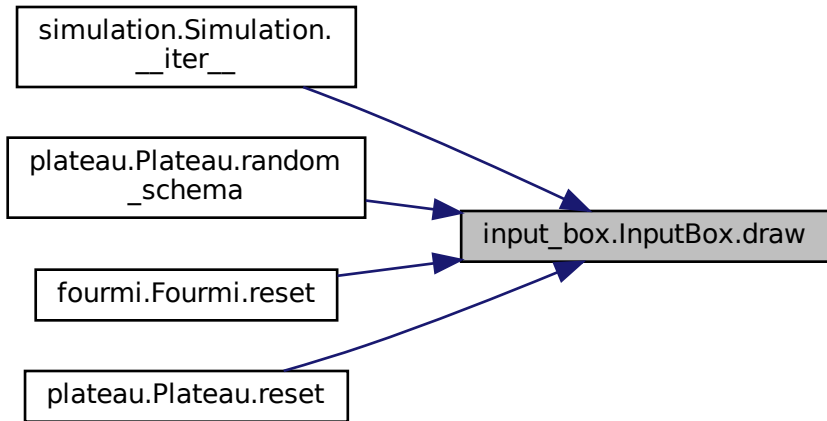 simulation.Simulation.
__iter__
plateau.Plateau.random
_schema
input_box.InputBox.draw
fourmi.Fourmi.reset
plateau.Plateau.reset